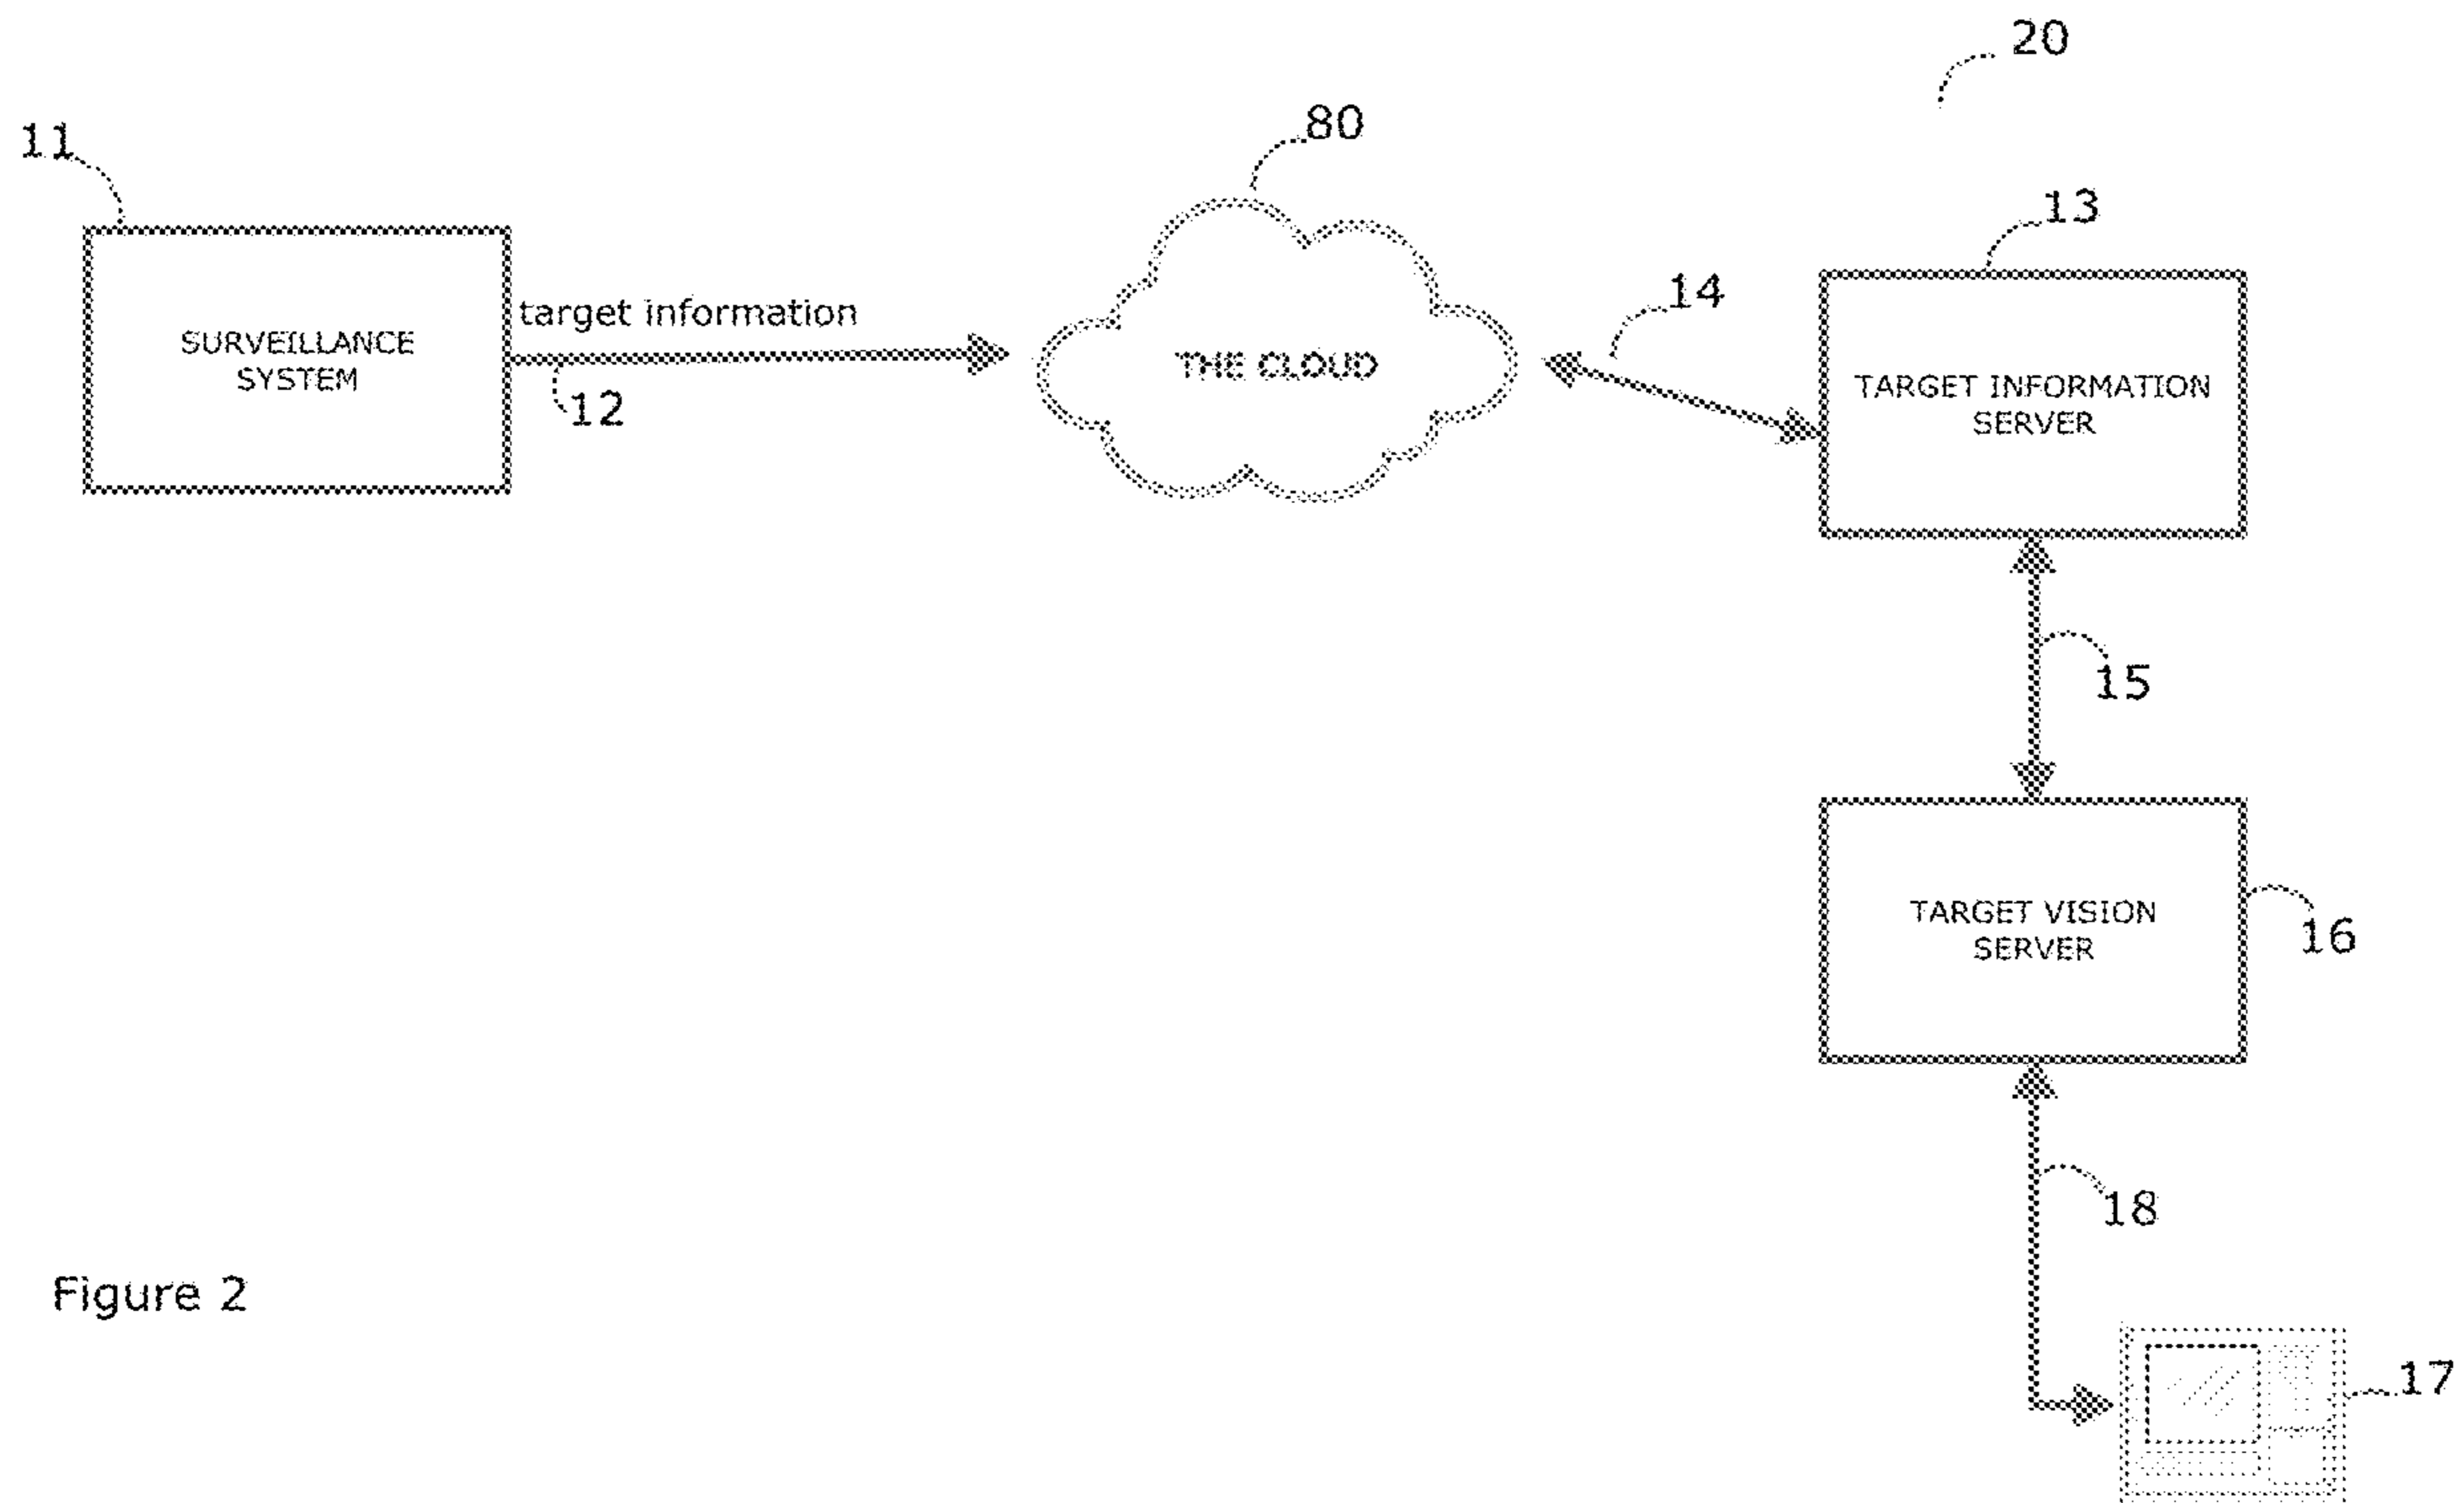 20
80
11
13
14
target information
SURVEILLANCE
SYSTEM
THE CLOUD
TARGET INFORMATION
SERVER
12
15
TARGET VISION
SERVER
16
18
Figure 2
17